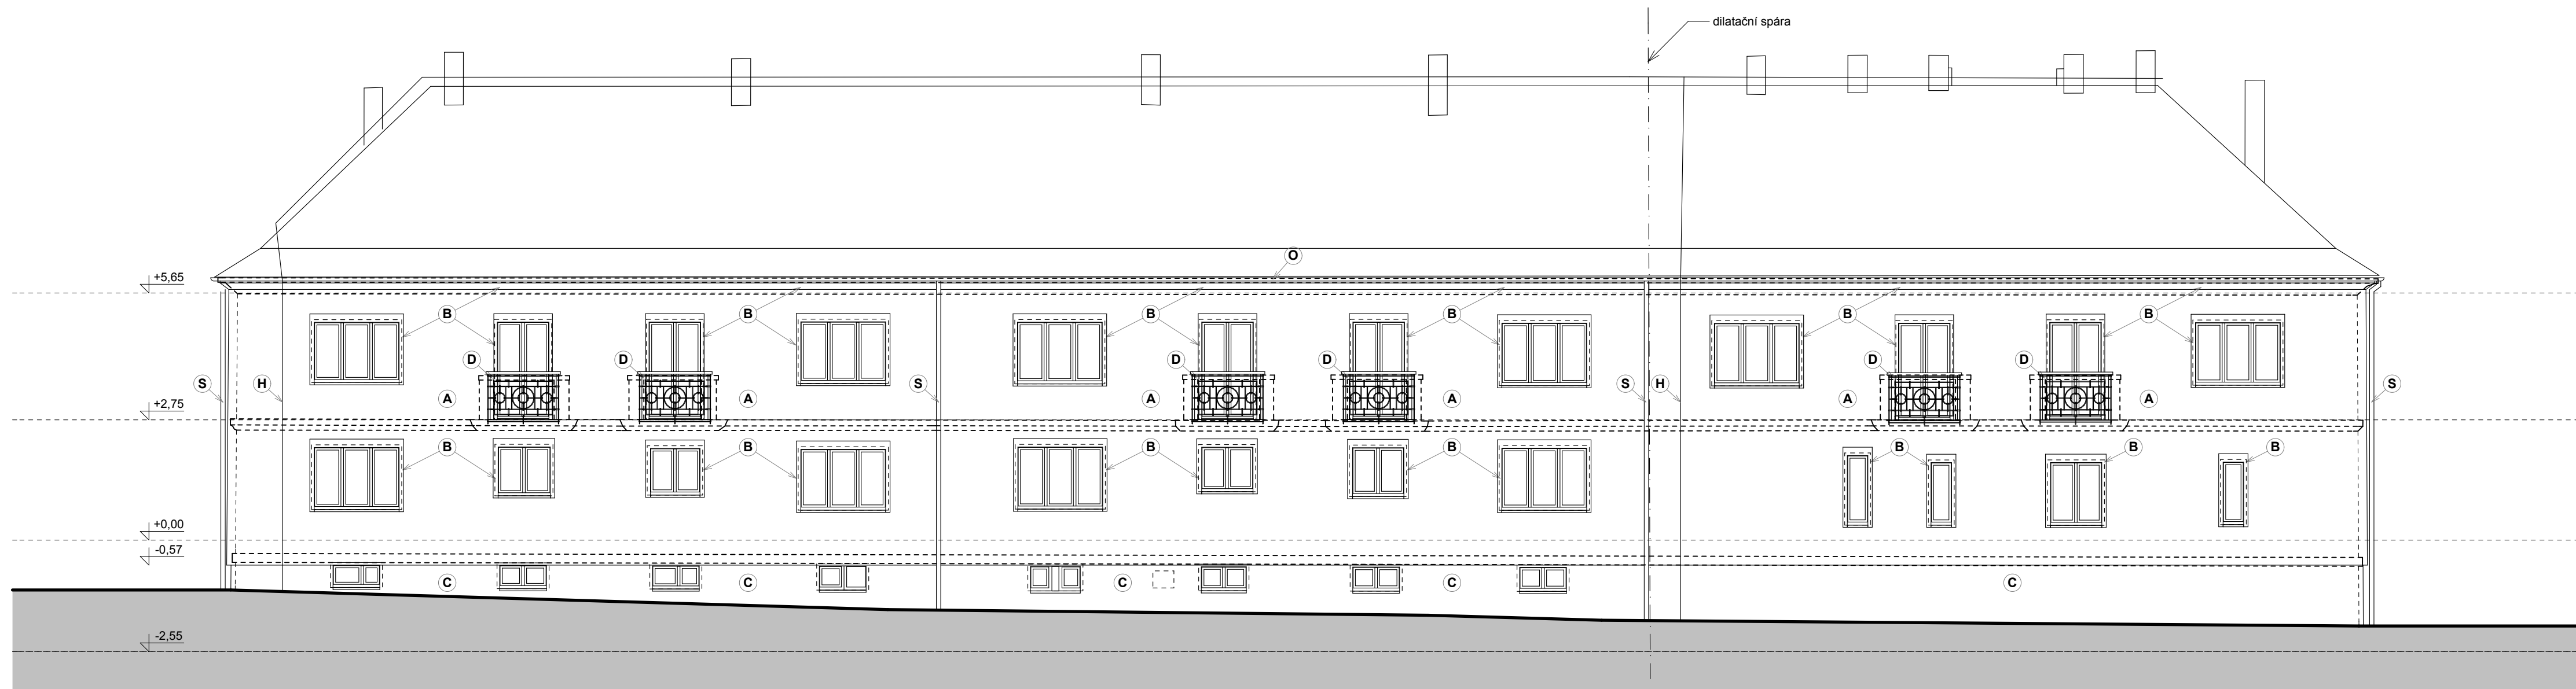 dilatační spára
O
+5,65
B B B B B B
D D D D D D
S H S S H S
A A A A A A
+2,75
B B B B B B B
+0,00
-0,57
C C C C C
-2,55